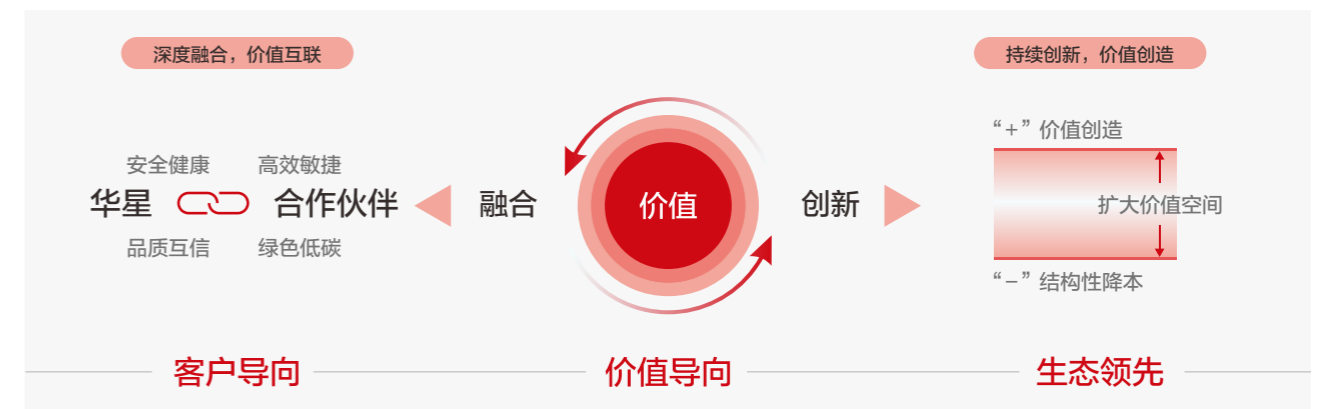 深度融合，价值互联
持续创新，价值创造
“+”价值创造
安全健康 高效敏捷
华星 合作伙伴 融合 价值 创新 扩大价值空间
品质互信 绿色低碳
“-”结构性降本
客户导向 价值导向 生态领先